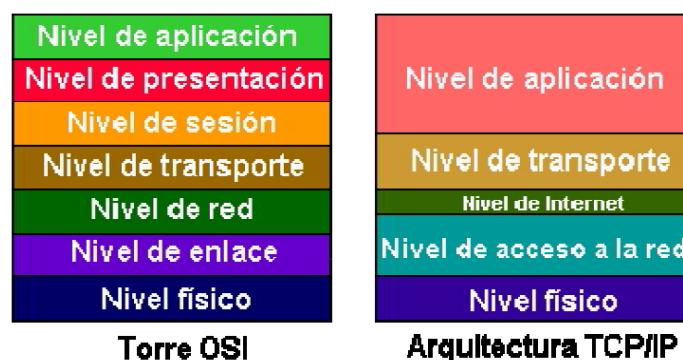 Nivel de aplicación
Nivel de presentación
Nivel de sesión
Nivel de transporte
Nivel de red
Nivel de enlace
Nivel físico
Torre OSI
Nivel de aplicación
Nivel de transporte
Nivel de Internet
Nivel de acceso a la red
Nivel físico
Arquitectura TCP/IP